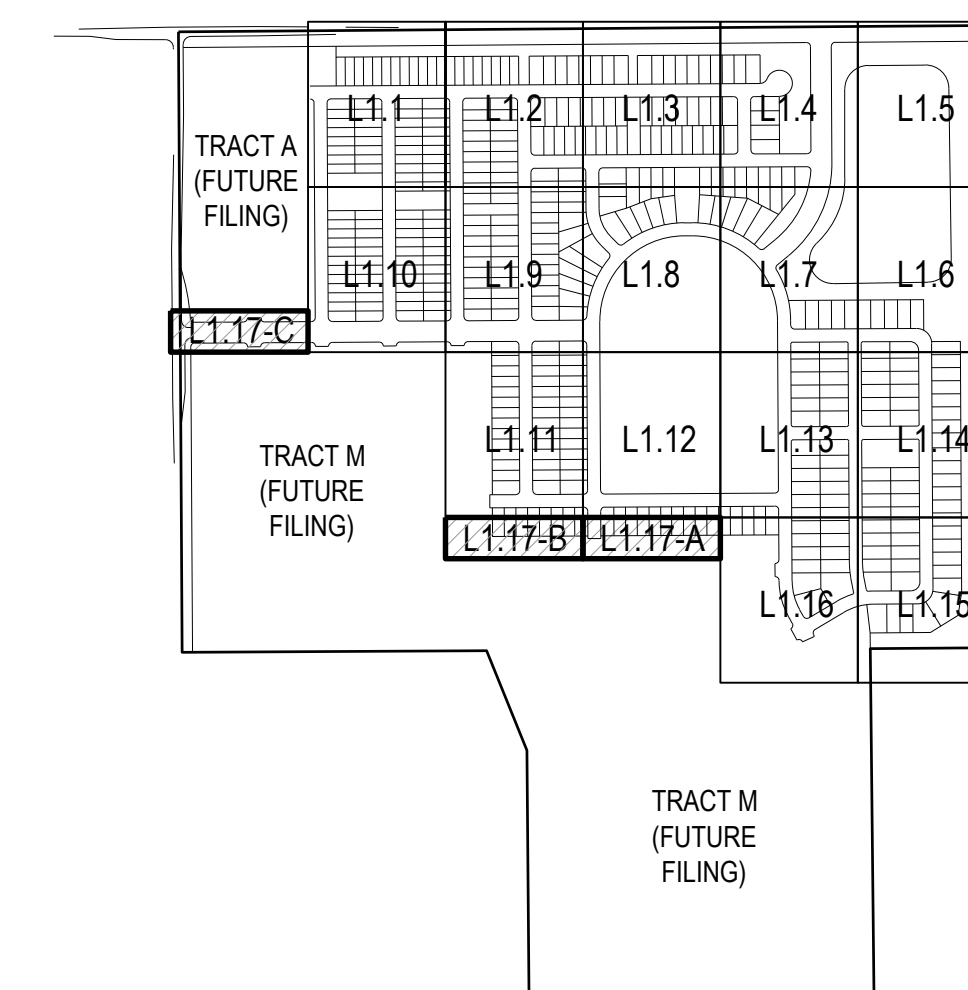 L1.1
L1.2
L1.3
L1.4
L1.5
TRACT A
(FUTURE
FILING)
L1.10
L1.9
L1.8
L1.7
L1.6
L1.17-C
L1.11
L1.12
L1.13
L1.14
TRACT M
(FUTURE
FILING)
L1.17-B
L1.17-A
L1.16
L1.15
TRACT M
(FUTURE
FILING)